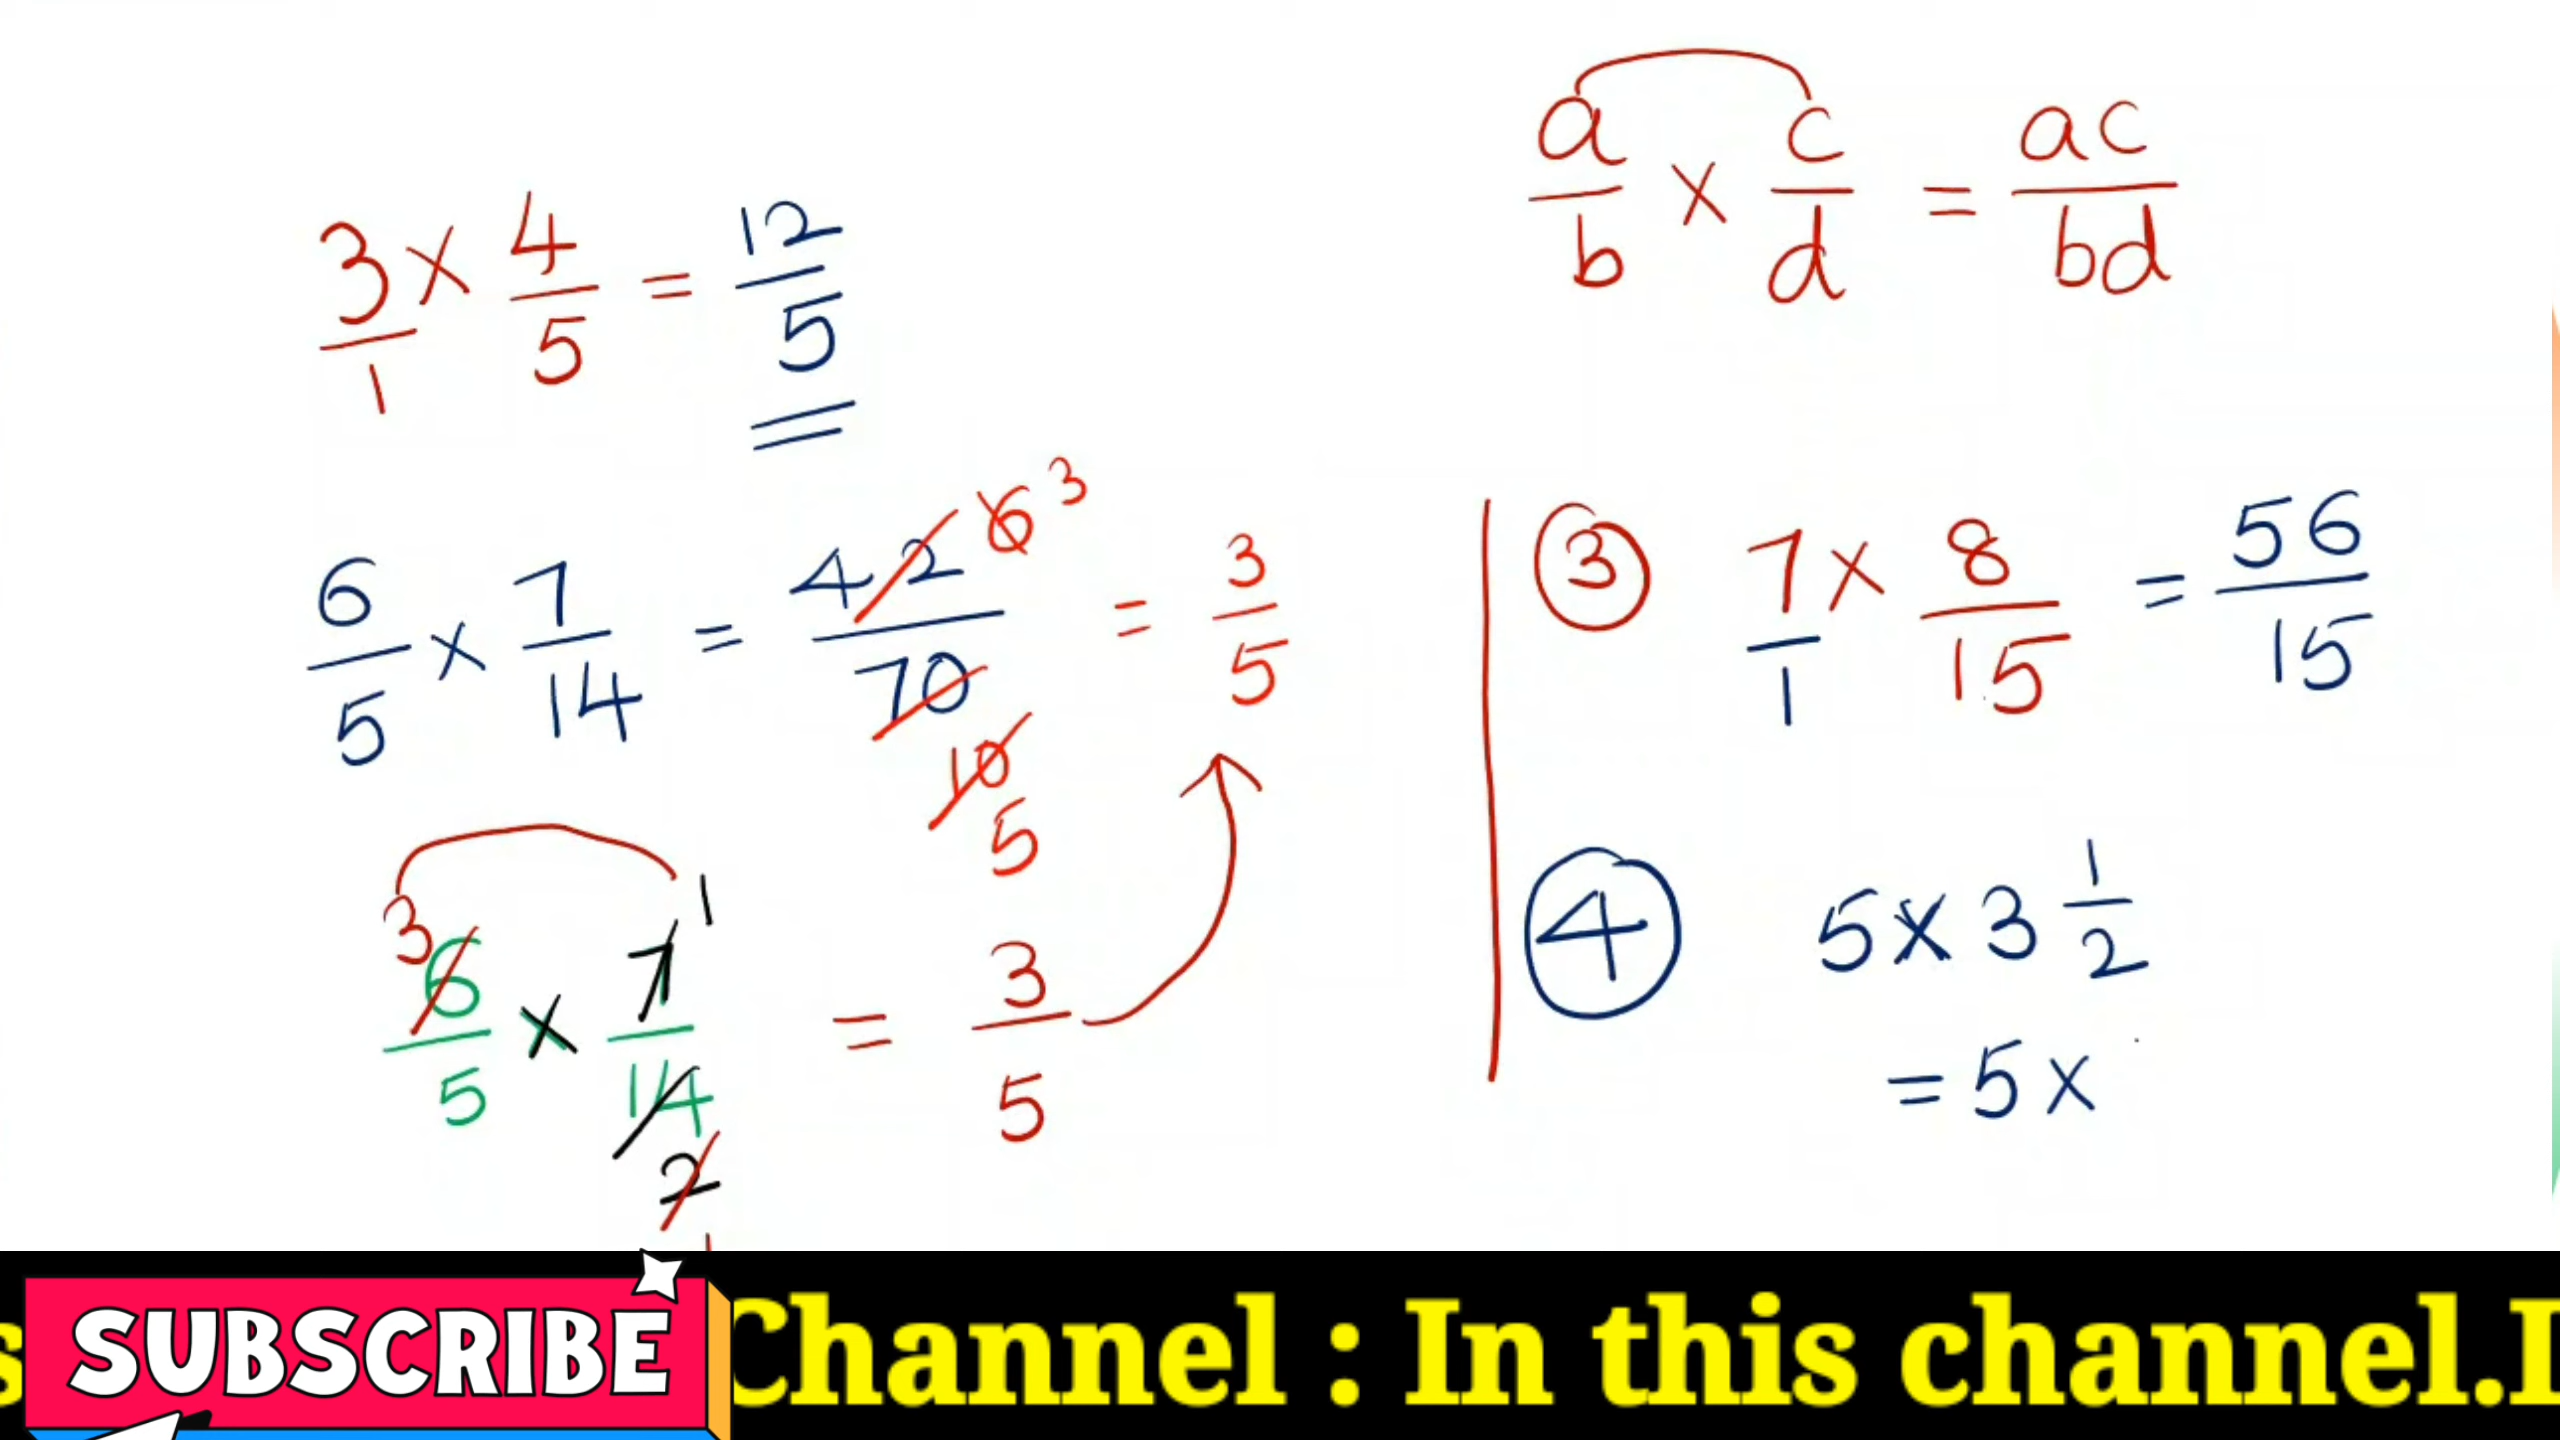 a/b × c/d = ac/bd
3/1 × 4/5 = 12/5
6/5 × 7/14 = 42/70 6 3 10 5 = 3/5
3 6/5 × 7/14 1 2 1 = 3/5
③ 7/1 × 8/15 = 56/15
④ 5 × 3 1/2
= 5 ×
SUBSCRIBE
Channel : In this channel.